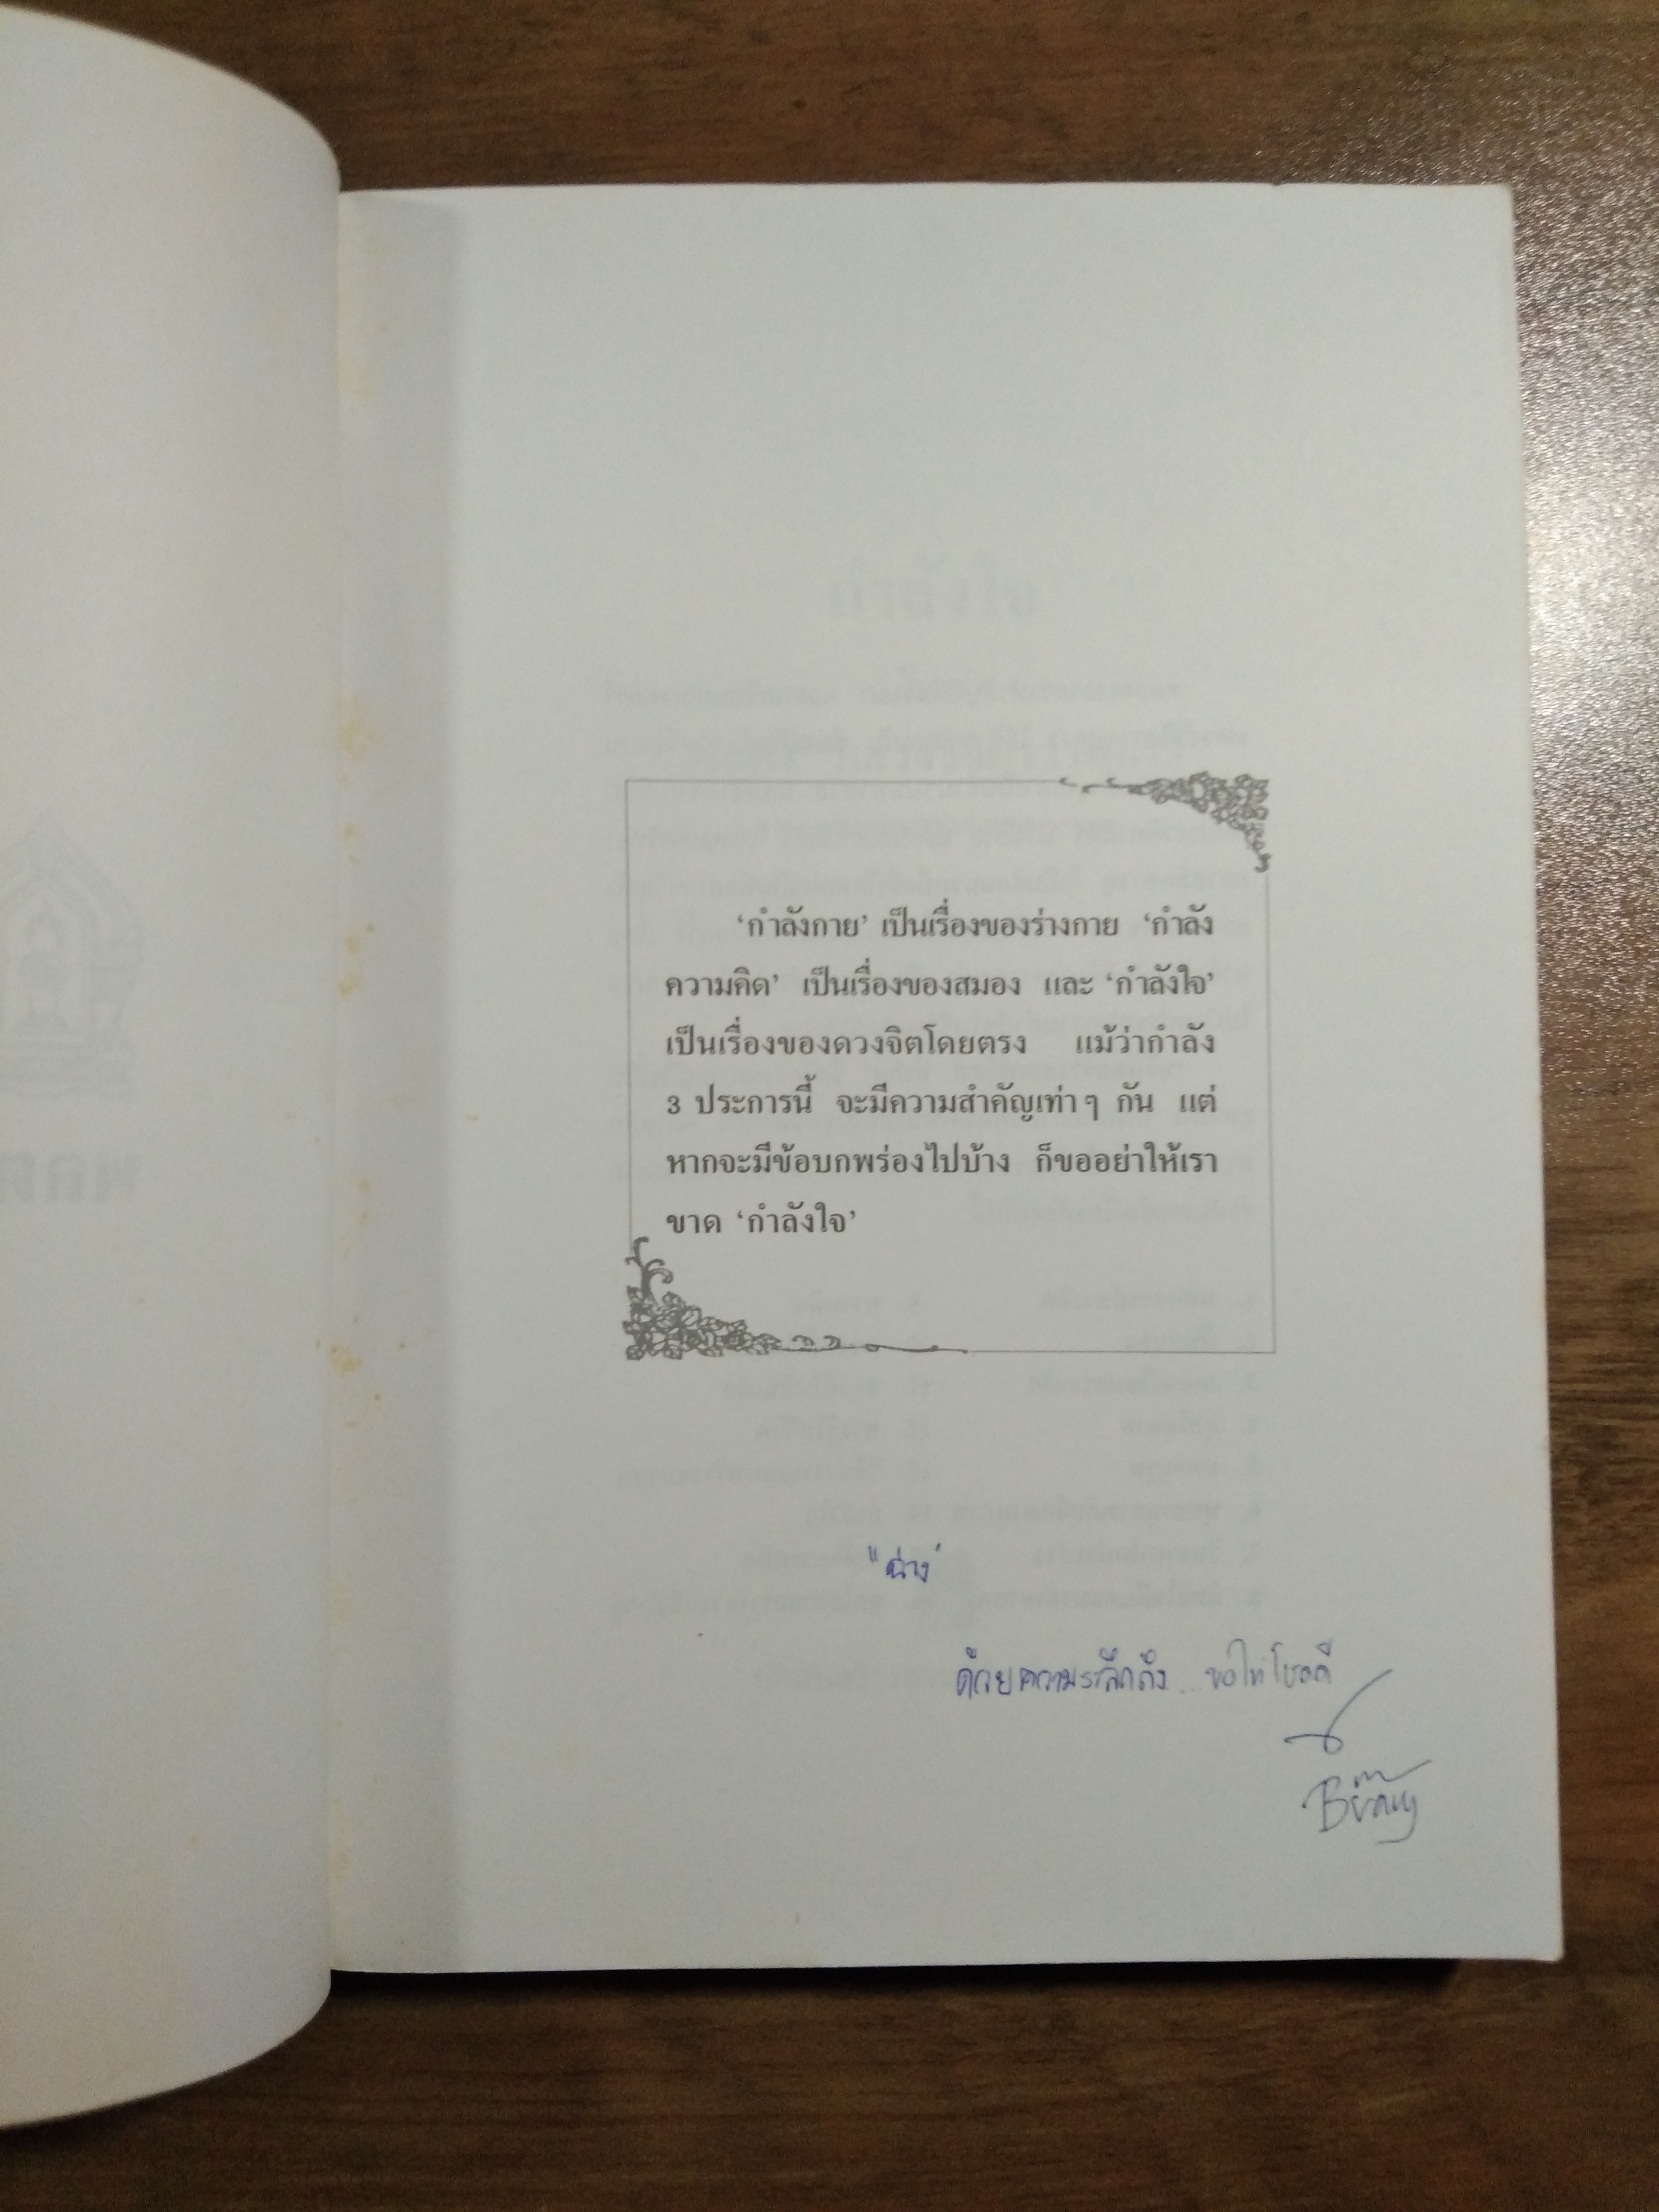 ‘กำลังกาย’ เป็นเรื่องของร่างกาย ‘กำลัง
ความคิด’ เป็นเรื่องของสมอง และ ‘กำลังใจ’
เป็นเรื่องของดวงจิตโดยตรง แม้ว่ากำลัง
3 ประการนี้ จะมีความสำคัญเท่าๆ กัน แต่
หากจะมีข้อบกพร่องไปบ้าง ก็ขออย่าให้เรา
ขาด ‘กำลังใจ’
ด้วยความระลึกถึง.. ขอให้โชคดี